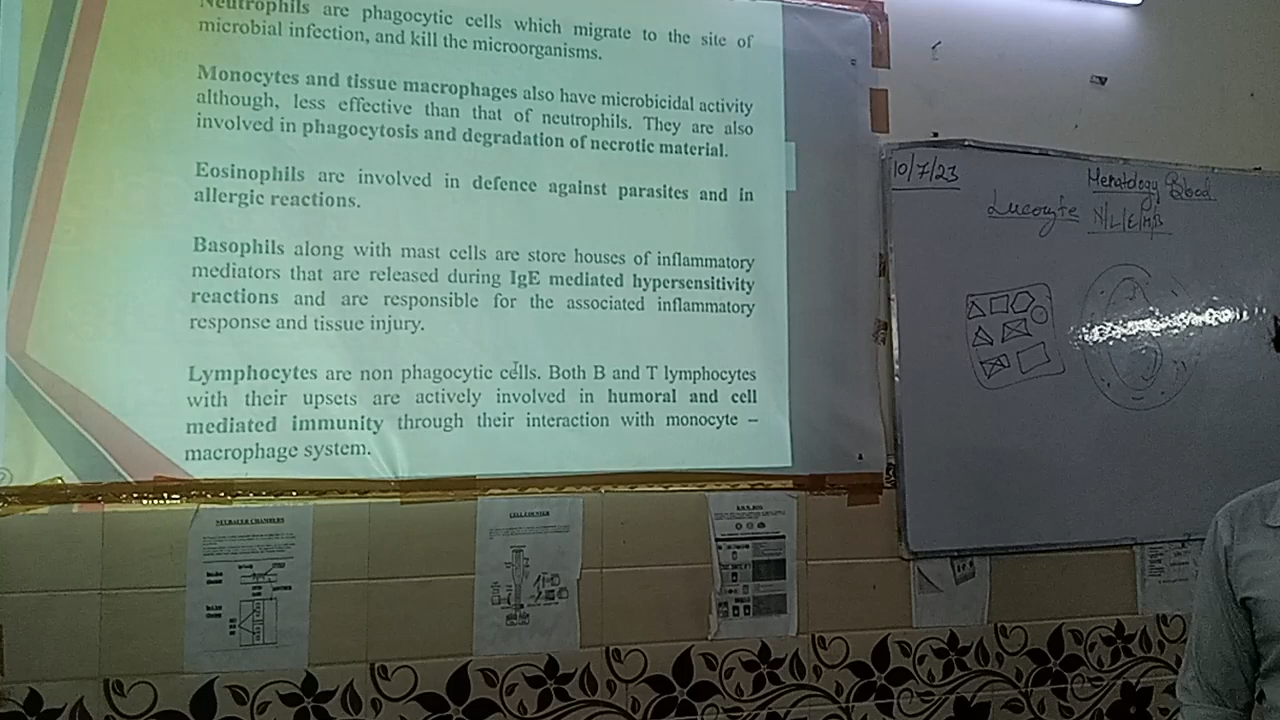 Neutrophils are phagocytic cells which migrate to the site of
microbial infection, and kill the microorganisms.
Monocytes and tissue macrophages also have microbicidal activity
although, less effective than that of neutrophils. They are also
involved in phagocytosis and degradation of necrotic material.
Eosinophils are involved in defence against parasites and in
allergic reactions.
Basophils along with mast cells are store houses of inflammatory
mediators that are released during IgE mediated hypersensitivity
reactions and are responsible for the associated inflammatory
response and tissue injury.
Lymphocytes are non phagocytic cells. Both B and T lymphocytes
with their upsets are actively involved in humoral and cell
mediated immunity through their interaction with monocyte –
macrophage system.
10/7/23
Hematology Blood
Lucoyte N/L/E/M/B
NEUBAUER CHAMBERS
CELL COUNTER